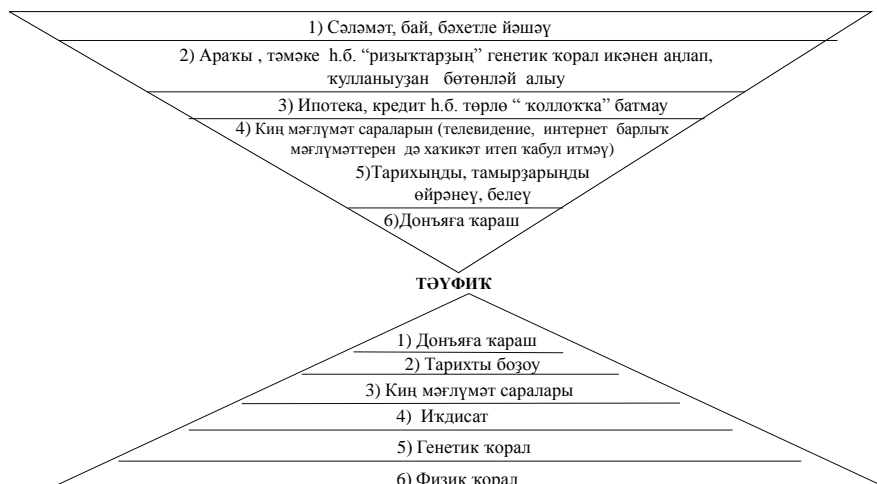 1) Сәләмәт, бай, бәхетле йәшәү
2) Араҡы , тәмәке һ.б. “ризыҡтарҙың” генетик ҡорал икәнен аңлап,
ҡулланыуҙан бөтөнләй алыу
3) Ипотека, кредит һ.б. төрлө “ ҡоллоҡҡа” батмау
4) Киң мәғлүмәт сараларын (телевидение, интернет барлыҡ
мәғлүмәттерен дә хаҡикәт итеп ҡабул итмәү)
5)Тарихыңды, тамырҙарыңды
өйрәнеү, белеү
6)Донъяға ҡараш
ТӘҮФИҠ
1) Донъяға ҡараш
2) Тарихты боҙоу
3) Киң мәғлүмәт саралары
4) Иҡдисат
5) Генетик ҡорал
6) Физик ҡорал